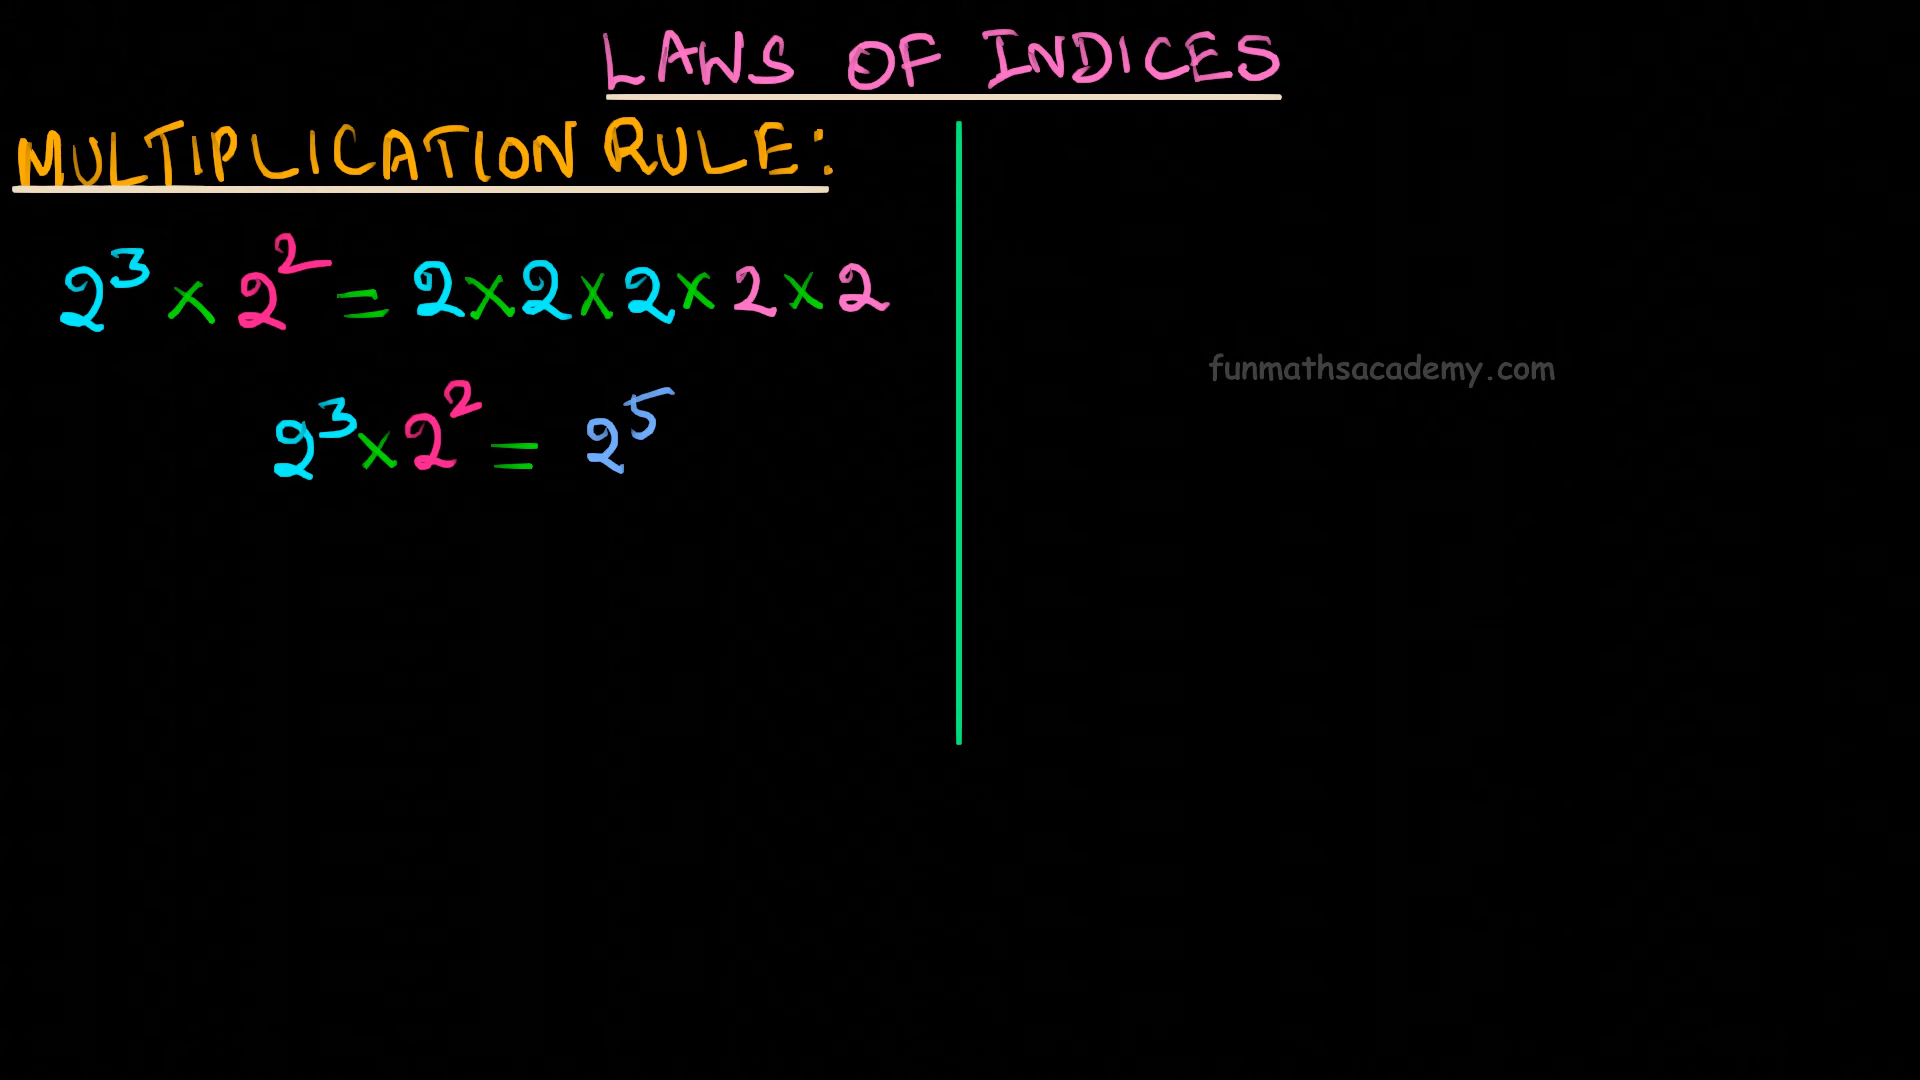 LAWS OF INDICES
MULTIPLICATION RULE:
2³ × 2² = 2 × 2 × 2 × 2 × 2
funmathsacademy.com
2³ × 2² = 2⁵